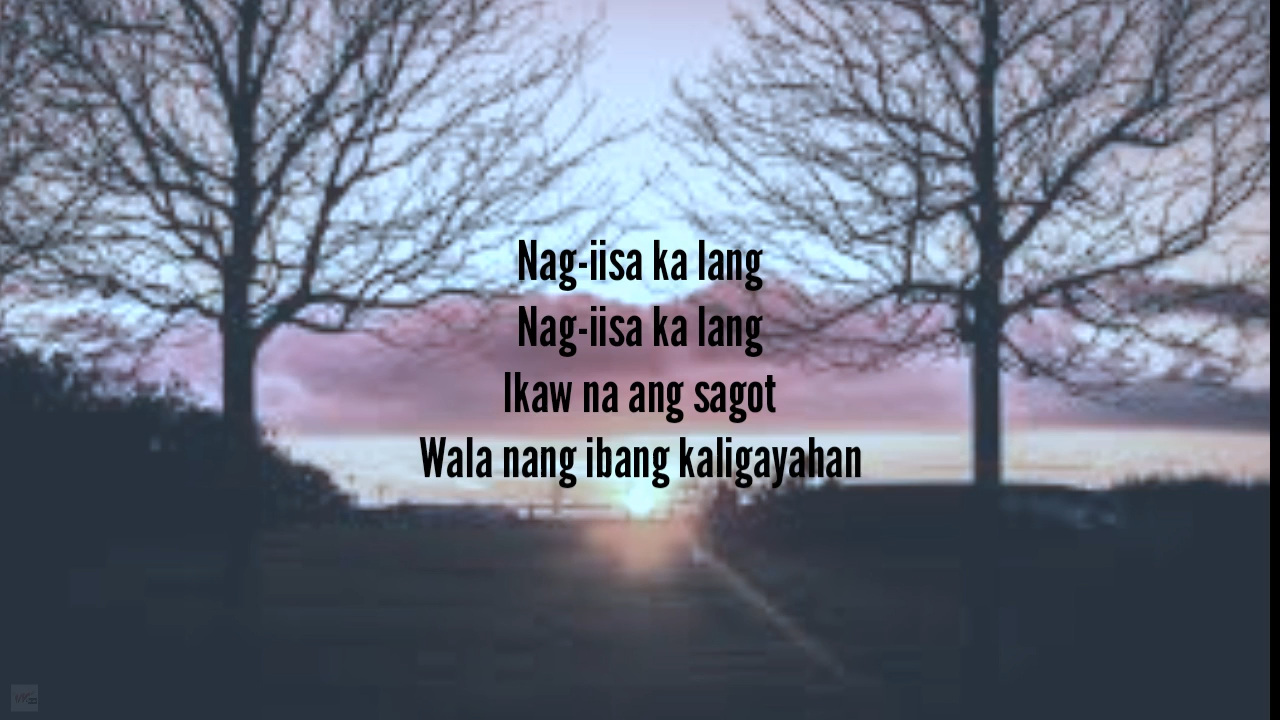 Nag-iisa ka lang
Nag-iisa ka lang
Ikaw na ang sagot
Wala nang ibang kaligayahan